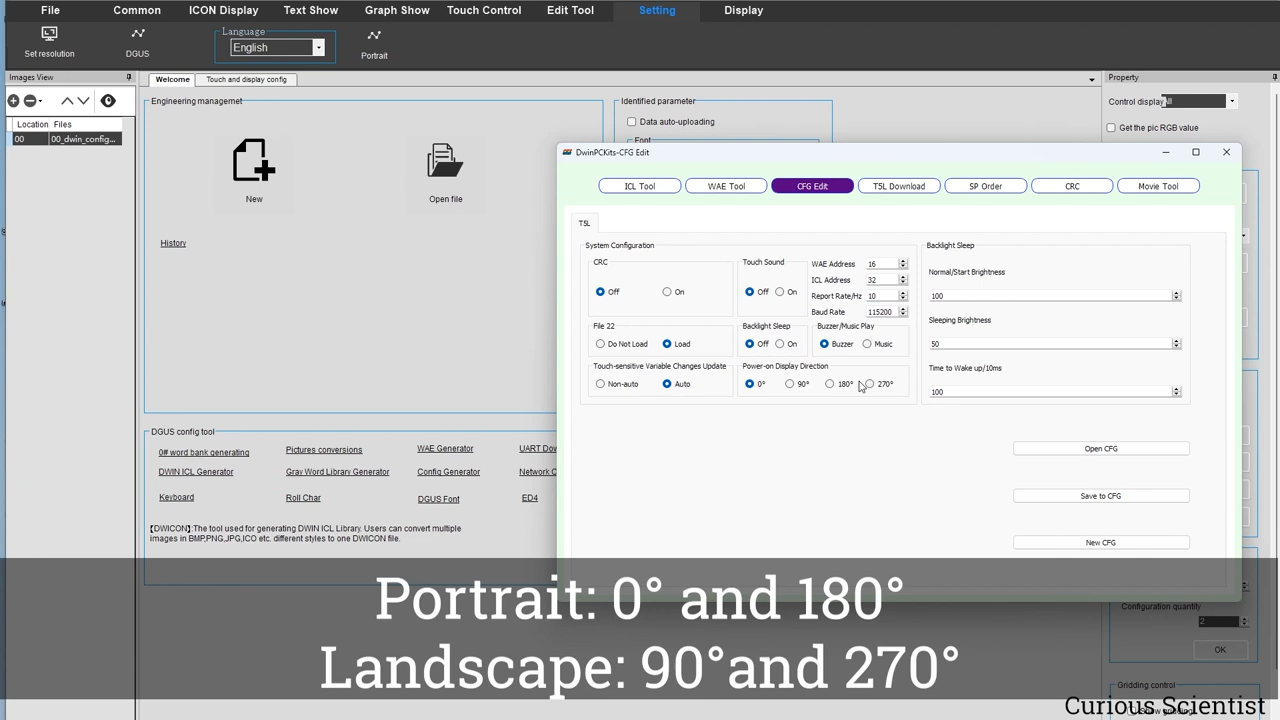 File Common ICON Display Text Show Graph Show Touch Control Edit Tool Setting Display
Set resolution
DGUS
Language
English
Portrait
Images View
Location Files
00 00_dwin_config...
Welcome
Touch and display config
Engineering managemet
New
Open file
History
Identified parameter
Data auto-uploading
Font
Property
Control display All
Get the pic RGB value
DwinPCKits-CFG Edit
ICL Tool
WAE Tool
CFG Edit
T5L Download
SP Order
CRC
Movie Tool
T5L
System Configuration
CRC
Off On
Touch Sound
Off On
WAE Address 16
ICL Address 32
Report Rate/Hz 10
Baud Rate 115200
File 22
Do Not Load Load
Backlight Sleep
Off On
Buzzer/Music Play
Buzzer Music
Touch-sensitive Variable Changes Update
Non-auto Auto
Power-on Display Direction
0° 90° 180° 270°
Backlight Sleep
Normal/Start Brightness
100
Sleeping Brightness
50
Time to Wake up/10ms
100
Open CFG
Save to CFG
New CFG
DGUS config tool
0# word bank generating
Pictures conversions
WAE Generator
UART Dow
DWIN ICL Generator
Gray Word Library Generator
Config Generator
Network C
Keyboard
Roll Char
DGUS Font
ED4
【DWICON】:The tool used for generating DWIN ICL Library. Users can convert multiple
images in BMP,PNG,JPG,ICO etc. different styles to one DWICON file.
Configuration quantity
2
OK
Gridding control
Show gridding
Portrait: 0° and 180°
Landscape: 90°and 270°
Curious Scientist